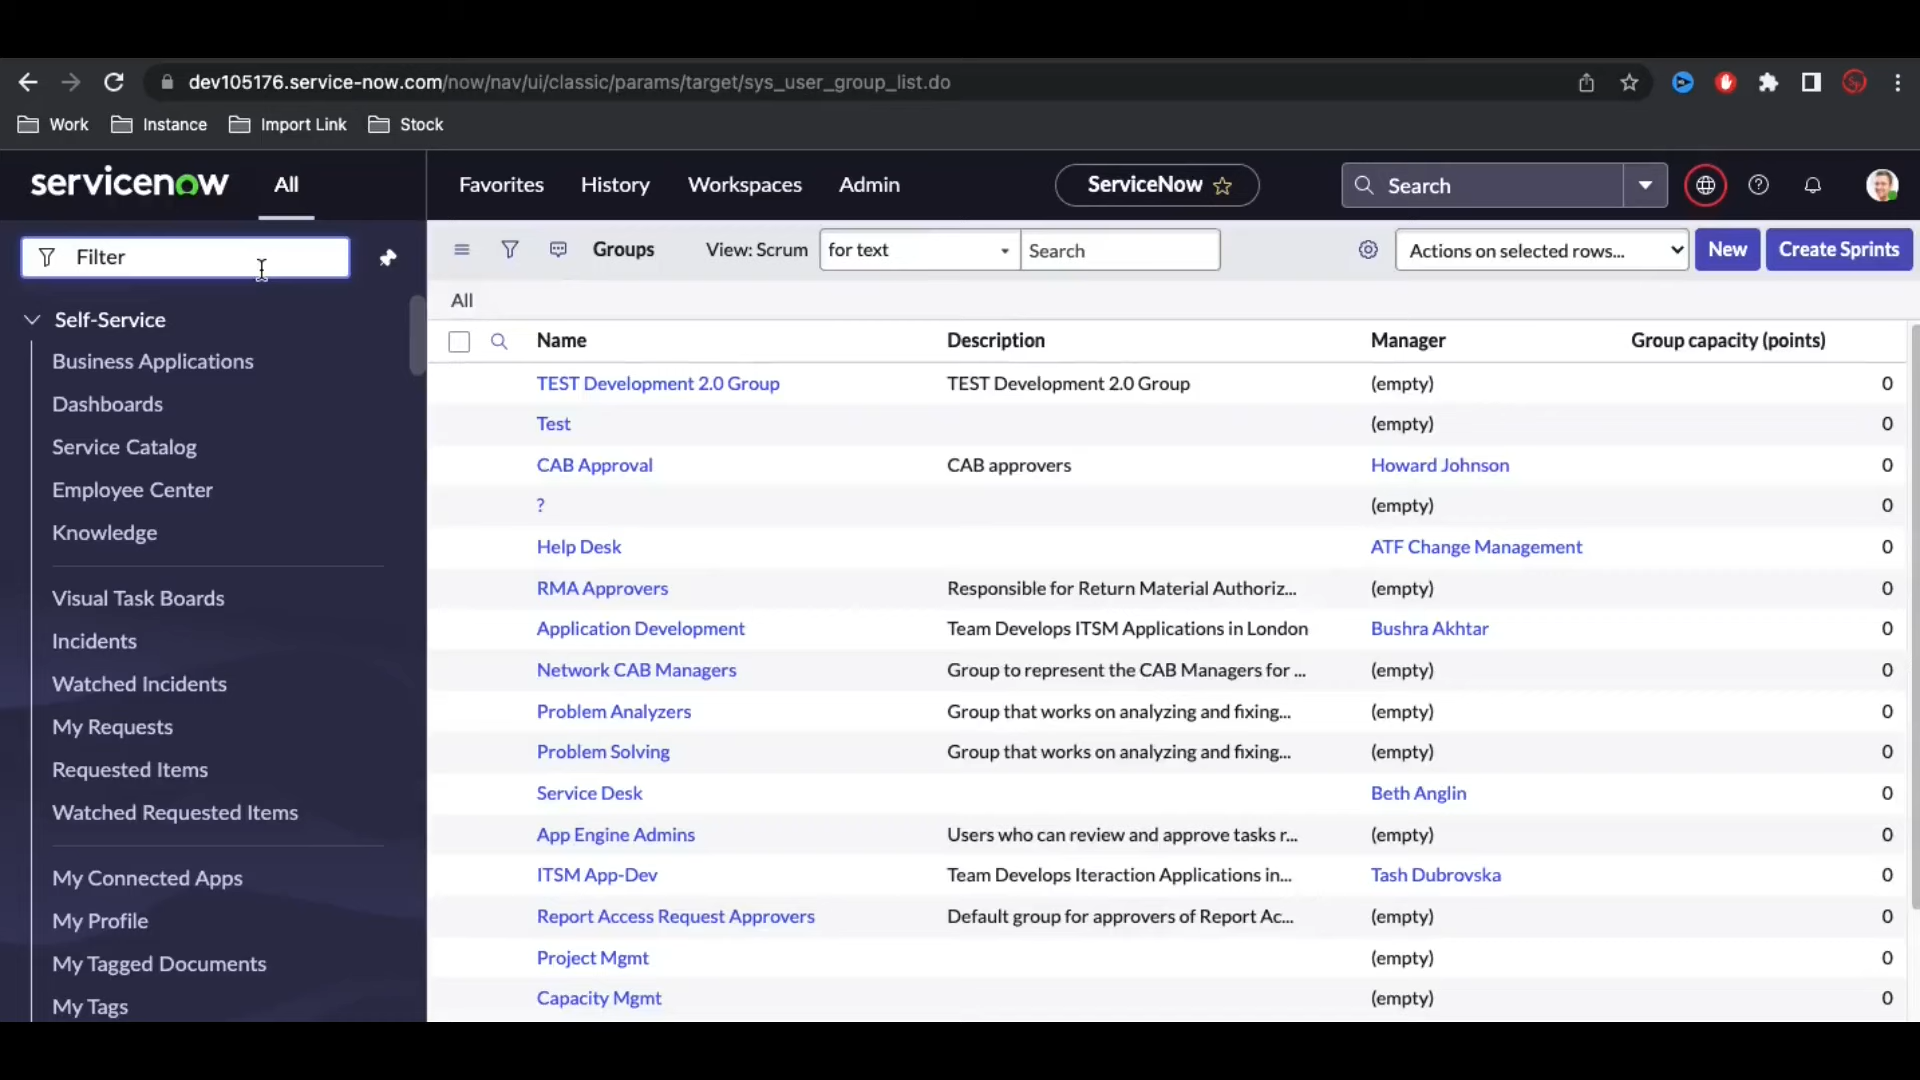 dev105176.service-now.com/now/nav/ui/classic/params/target/sys_user_group_list.do
Work Instance Import Link Stock
servicenow All Favorites History Workspaces Admin ServiceNow Search
Filter
Groups View: Scrum for text Search Actions on selected rows... New Create Sprints
All
Self-Service
Business Applications
Dashboards
Service Catalog
Employee Center
Knowledge
Visual Task Boards
Incidents
Watched Incidents
My Requests
Requested Items
Watched Requested Items
My Connected Apps
My Profile
My Tagged Documents
My Tags
Name Description Manager Group capacity (points)
TEST Development 2.0 Group TEST Development 2.0 Group (empty) 0
Test (empty) 0
CAB Approval CAB approvers Howard Johnson 0
? (empty) 0
Help Desk ATF Change Management 0
RMA Approvers Responsible for Return Material Authoriz... (empty) 0
Application Development Team Develops ITSM Applications in London Bushra Akhtar 0
Network CAB Managers Group to represent the CAB Managers for ... (empty) 0
Problem Analyzers Group that works on analyzing and fixing... (empty) 0
Problem Solving Group that works on analyzing and fixing... (empty) 0
Service Desk Beth Anglin 0
App Engine Admins Users who can review and approve tasks r... (empty) 0
ITSM App-Dev Team Develops Iteraction Applications in... Tash Dubrovska 0
Report Access Request Approvers Default group for approvers of Report Ac... (empty) 0
Project Mgmt (empty) 0
Capacity Mgmt (empty) 0